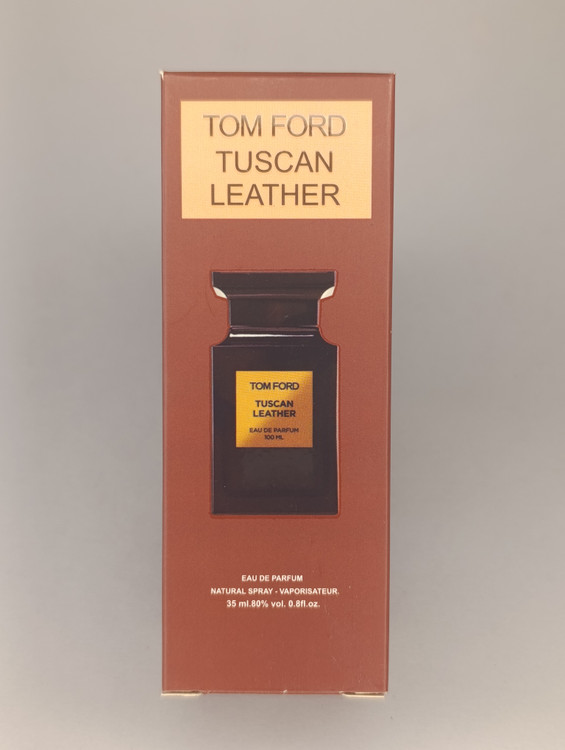 TOM FORD
TUSCAN
LEATHER
TOM FORD
TUSCAN
LEATHER
EAU DE PARFUM
100 ML
EAU DE PARFUM
NATURAL SPRAY - VAPORISATEUR.
35 ml.80% vol. 0.8fl.oz.